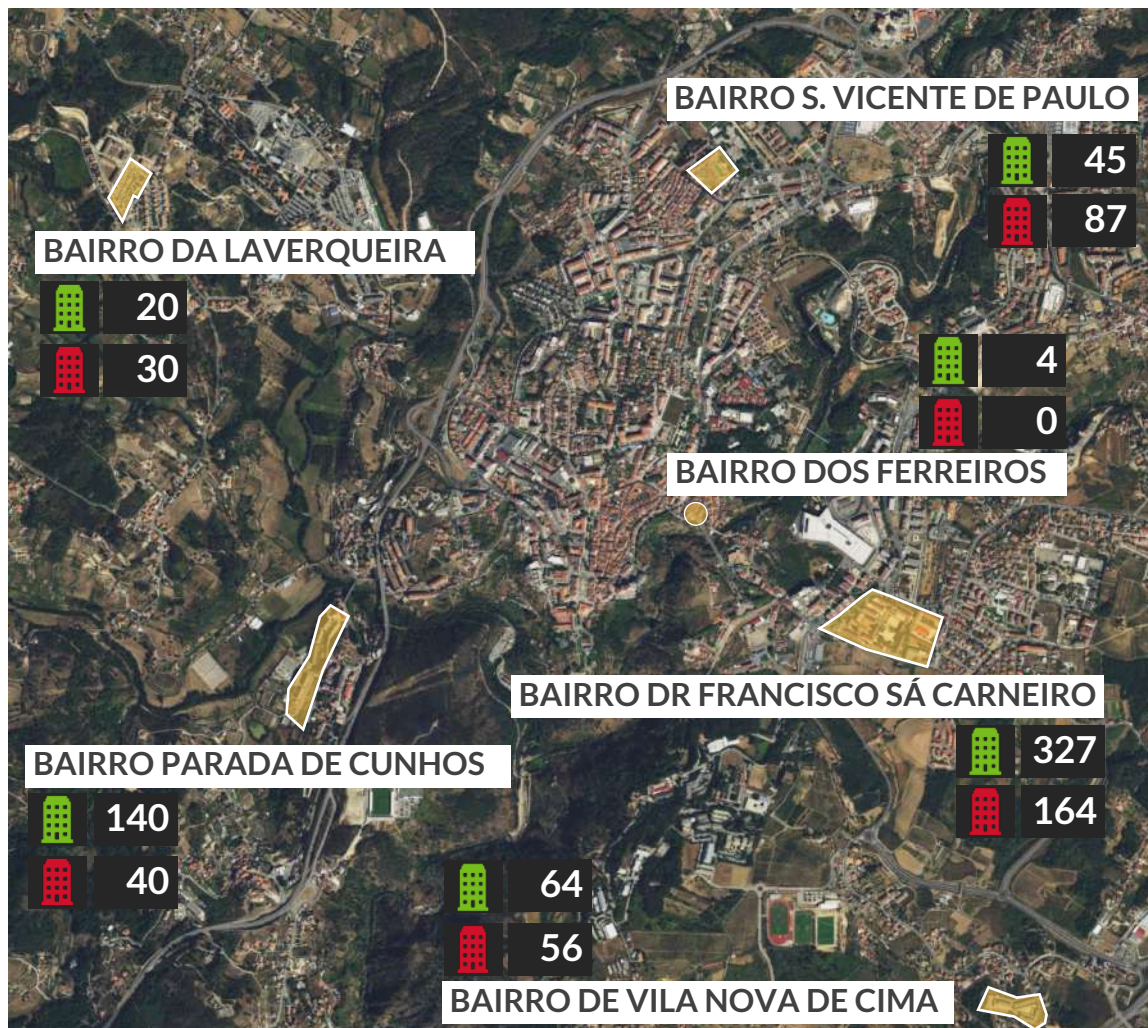 BAIRRO S. VICENTE DE PAULO
45
87
BAIRRO DA LAVERQUEIRA
20
30
4
0
BAIRRO DOS FERREIROS
BAIRRO DR FRANCISCO SÁ CARNEIRO
327
164
BAIRRO PARADA DE CUNHOS
140
40
64
56
BAIRRO DE VILA NOVA DE CIMA